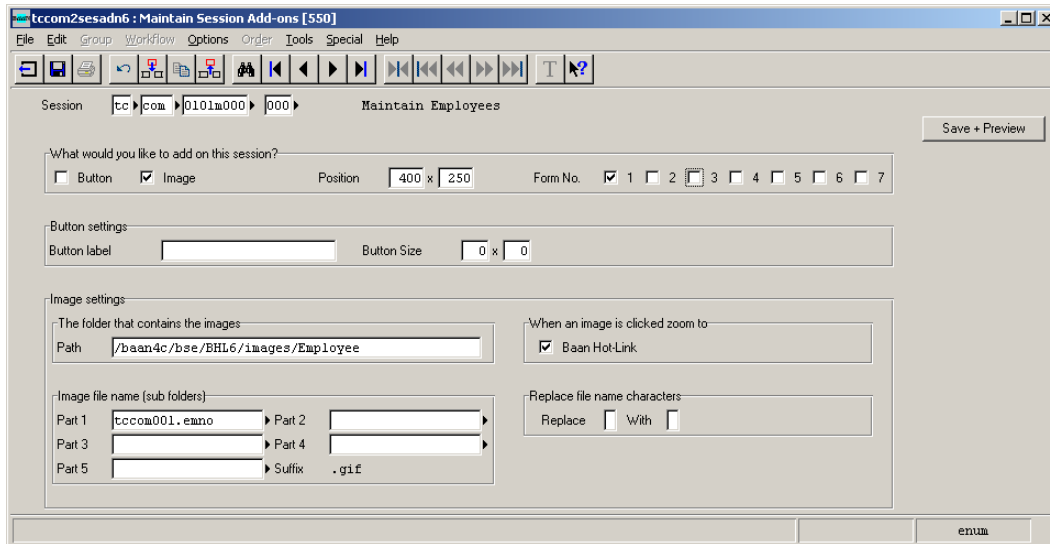 tccom2sesadn6 : Maintain Session Add-ons [550]
File Edit Group Workflow Options Order Tools Special Help
T ?
Session tc com 0101m000 000 Maintain Employees
Save + Preview
What would you like to add on this session?
Button Image Position 400 x 250 Form No. 1 2 3 4 5 6 7
Button settings
Button label Button Size 0 x 0
Image settings
The folder that contains the images
Path /baan4c/bse/BHL6/images/Employee
When an image is clicked zoom to
Baan Hot-Link
Image file name (sub folders)
Part 1 tccom001.emno Part 2
Part 3 Part 4
Part 5 Suffix .gif
Replace file name characters
Replace With
enum